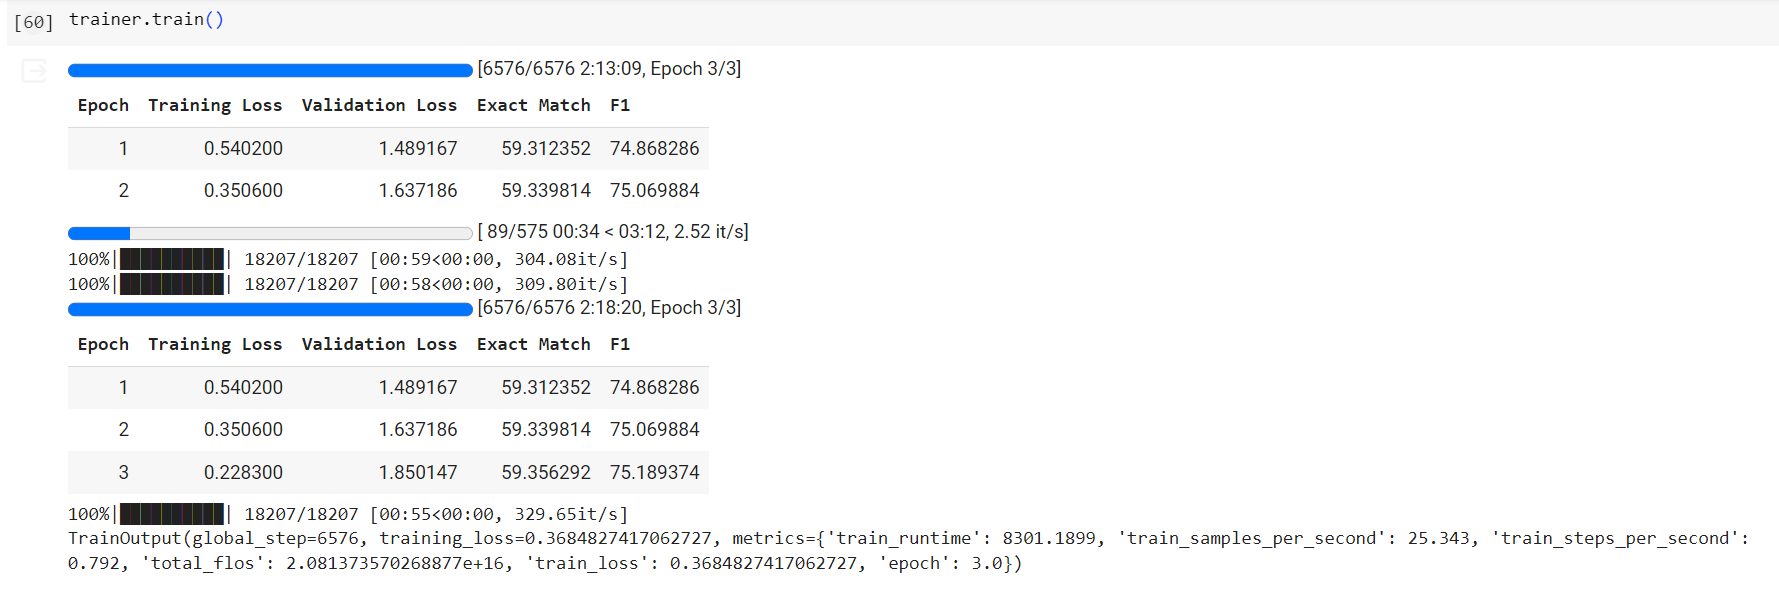 [60] trainer.train()
[6576/6576 2:13:09, Epoch 3/3]
Epoch Training Loss Validation Loss Exact Match F1
1 0.540200 1.489167 59.312352 74.868286
2 0.350600 1.637186 59.339814 75.069884
[ 89/575 00:34 < 03:12, 2.52 it/s]
100%|██████████| 18207/18207 [00:59<00:00, 304.08it/s]
100%|██████████| 18207/18207 [00:58<00:00, 309.80it/s]
[6576/6576 2:18:20, Epoch 3/3]
Epoch Training Loss Validation Loss Exact Match F1
1 0.540200 1.489167 59.312352 74.868286
2 0.350600 1.637186 59.339814 75.069884
3 0.228300 1.850147 59.356292 75.189374
100%|██████████| 18207/18207 [00:55<00:00, 329.65it/s]
TrainOutput(global_step=6576, training_loss=0.3684827417062727, metrics={'train_runtime': 8301.1899, 'train_samples_per_second': 25.343, 'train_steps_per_second':
0.792, 'total_flos': 2.081373570268877e+16, 'train_loss': 0.3684827417062727, 'epoch': 3.0})